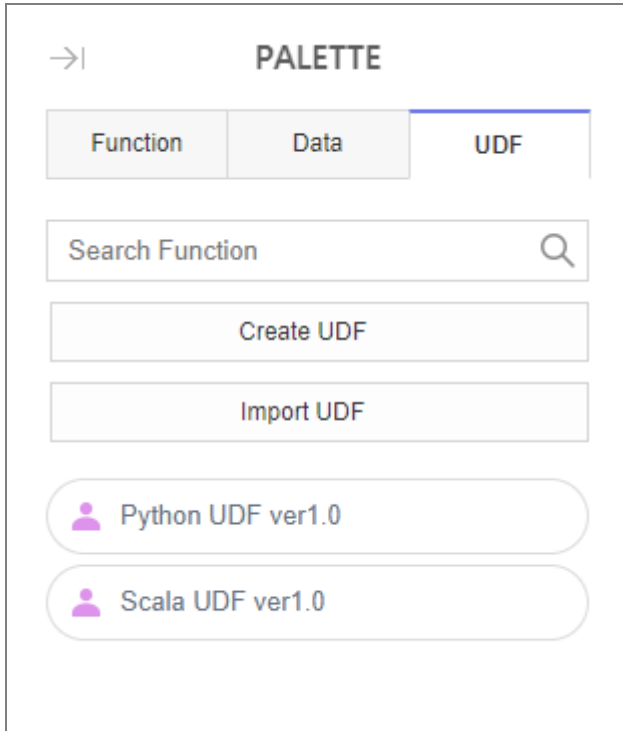 PALETTE
Function Data UDF
Search Function
Create UDF
Import UDF
Python UDF ver1.0
Scala UDF ver1.0